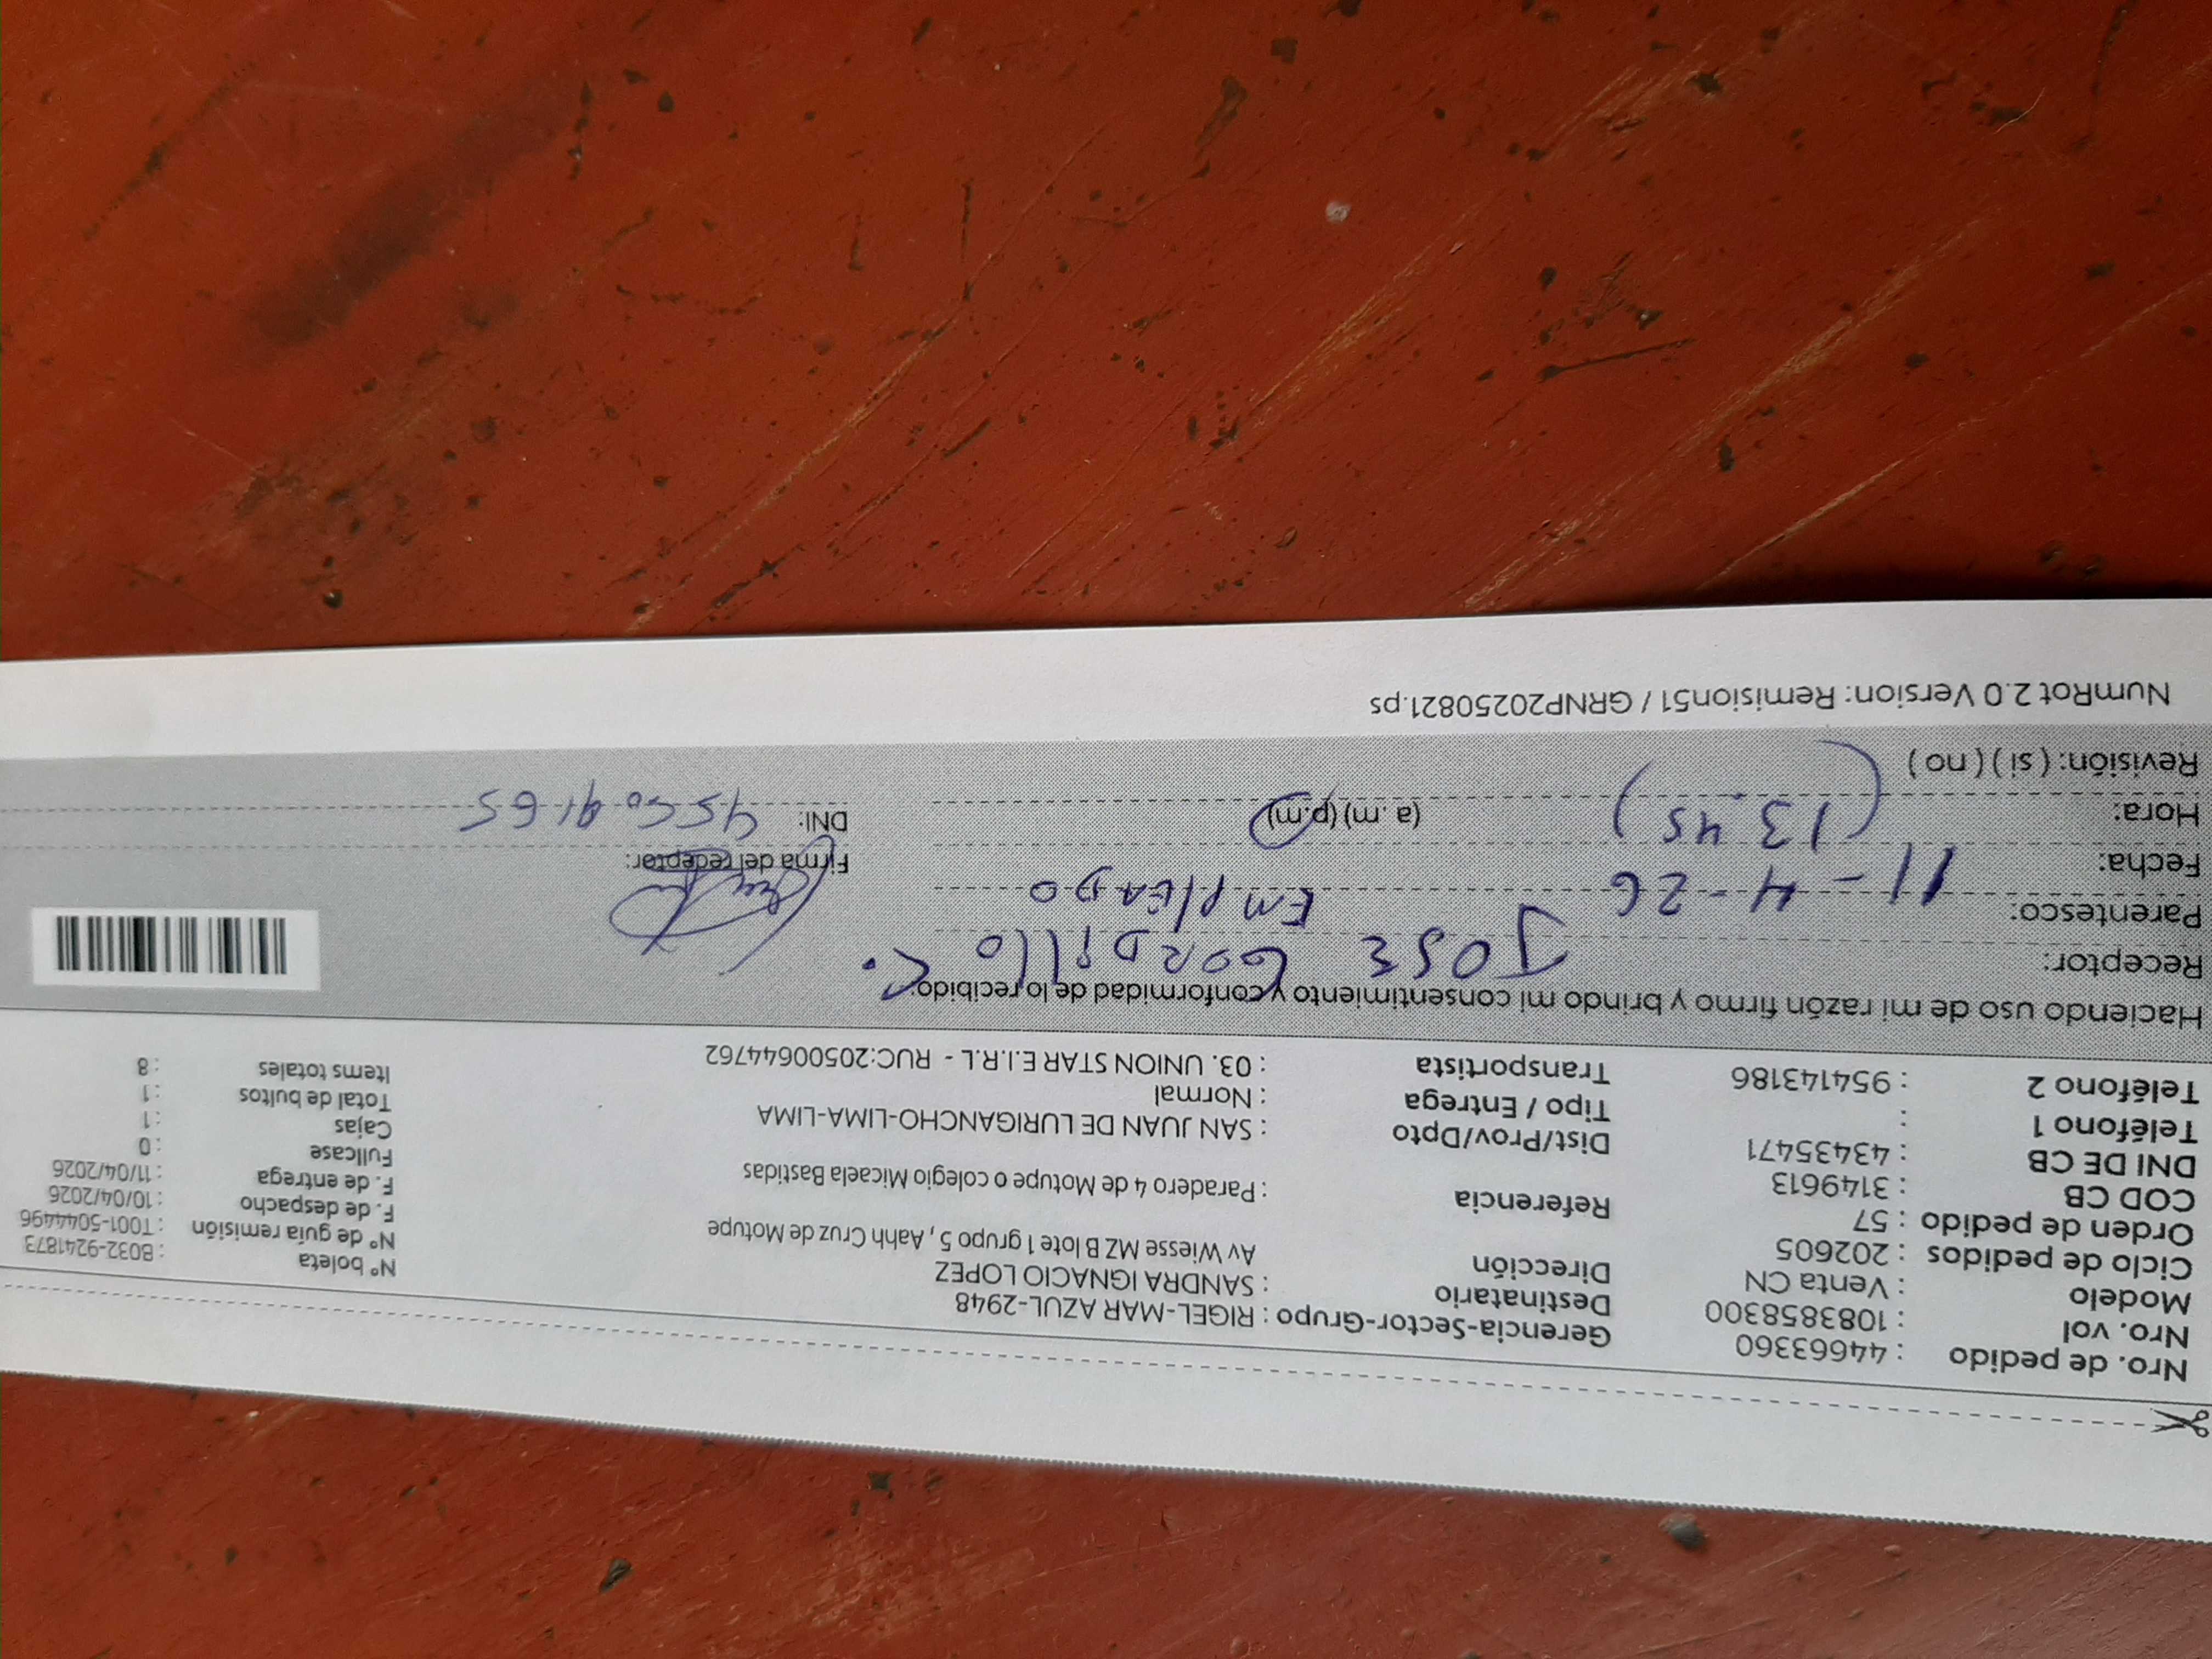 Nro. de pedido : 44663360 Gerencia-Sector-Grupo : RIGEL-MAR AZUL-2948
Nro. vol : 1083858300 Destinatario : SANDRA IGNACIO LOPEZ Nº boleta : B032-9241873
Modelo : Venta CN Dirección Av Wiesse MZ B lote 1 grupo 5 , Aahh Cruz de Motupe Nº de guía remisión : T001-5044496
Ciclo de pedidos : 202605 F. de despacho : 10/04/2026
Orden de pedido : 57 Referencia : Paradero 4 de Motupe o colegio Micaela Bastidas F. de entrega : 11/04/2026
COD CB : 3149613 Fullcase : 0
DNI DE CB : 43435471 Dist/Prov/Dpto : SAN JUAN DE LURIGANCHO-LIMA-LIMA Cajas : 1
Teléfono 1 : Tipo / Entrega : Normal Total de bultos : 1
Teléfono 2 : 954143186 Transportista : 03. UNION STAR E.I.R.L - RUC:20500644762 Items totales : 8
Haciendo uso de mi razón firmo y brindo mi consentimiento y conformidad de lo recibido:
Receptor: JOSE GORDILLO C.
Parentesco: EMPLEADO
Fecha: 11-4-26 Firma del receptor:
Hora: (13.45) (a. m) (p.m) DNI:
Revisión: ( si ) ( no )
NumRot 2.0 Version: Remision51 / GRNP20250821.ps